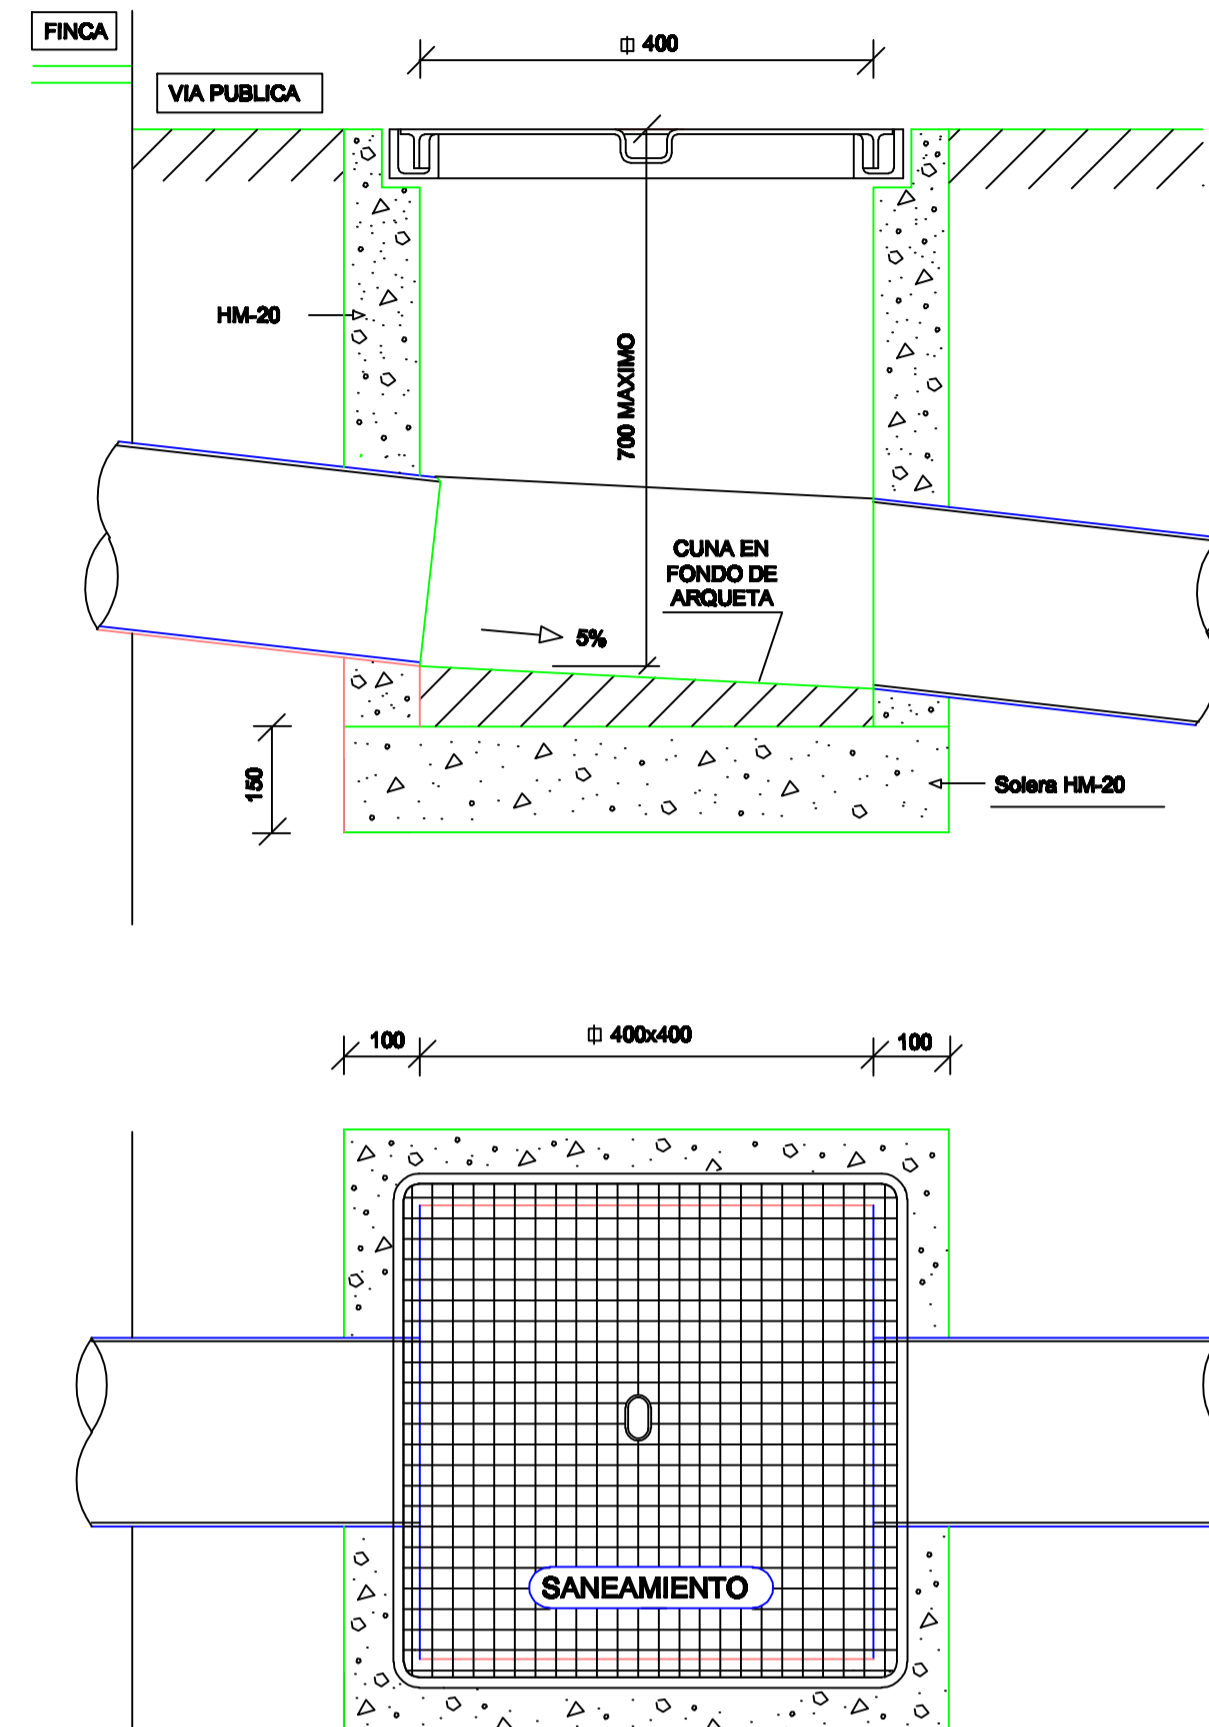 FINCA
VIA PUBLICA
400
HM-20
700 MAXIMO
CUNA EN
FONDO DE
ARQUETA
5%
150
Solera HM-20
100
400x400
100
SANEAMIENTO